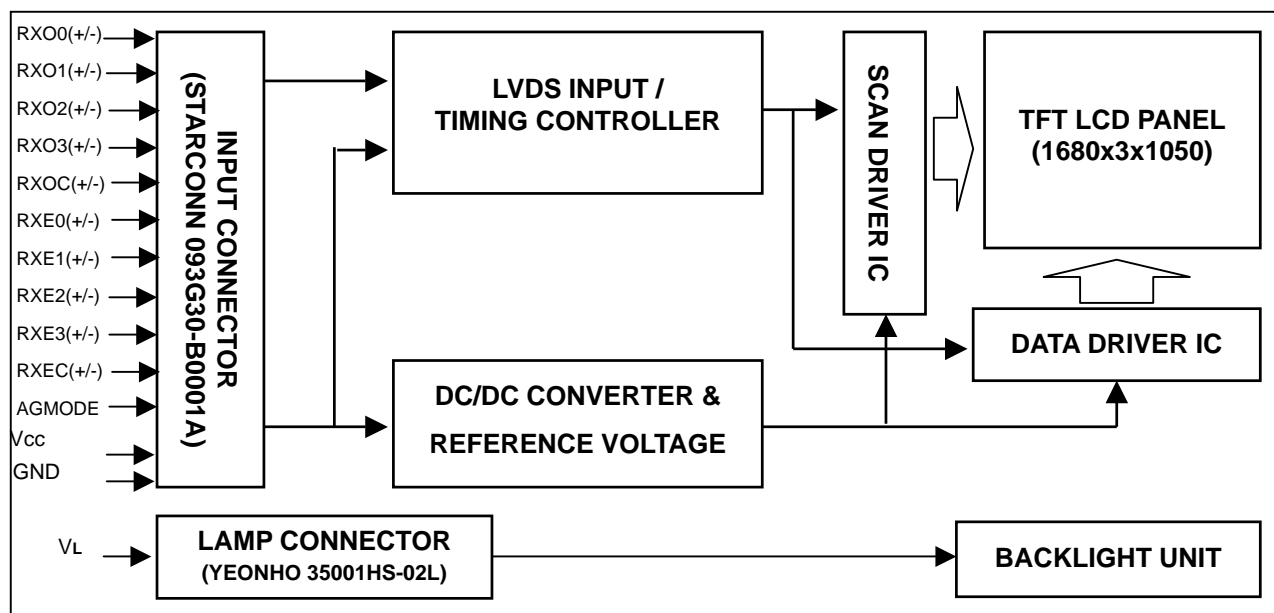 RXO0(+/-)
RXO1(+/-)
RXO2(+/-)
RXO3(+/-)
RXOC(+/-)
RXE0(+/-)
RXE1(+/-)
RXE2(+/-)
RXE3(+/-)
RXEC(+/-)
AGMODE
Vcc
GND
VL
INPUT CONNECTOR
(STARCONN 093G30-B0001A)
LVDS INPUT /
TIMING CONTROLLER
SCAN DRIVER IC
TFT LCD PANEL
(1680x3x1050)
DATA DRIVER IC
DC/DC CONVERTER &
REFERENCE VOLTAGE
LAMP CONNECTOR
(YEONHO 35001HS-02L)
BACKLIGHT UNIT